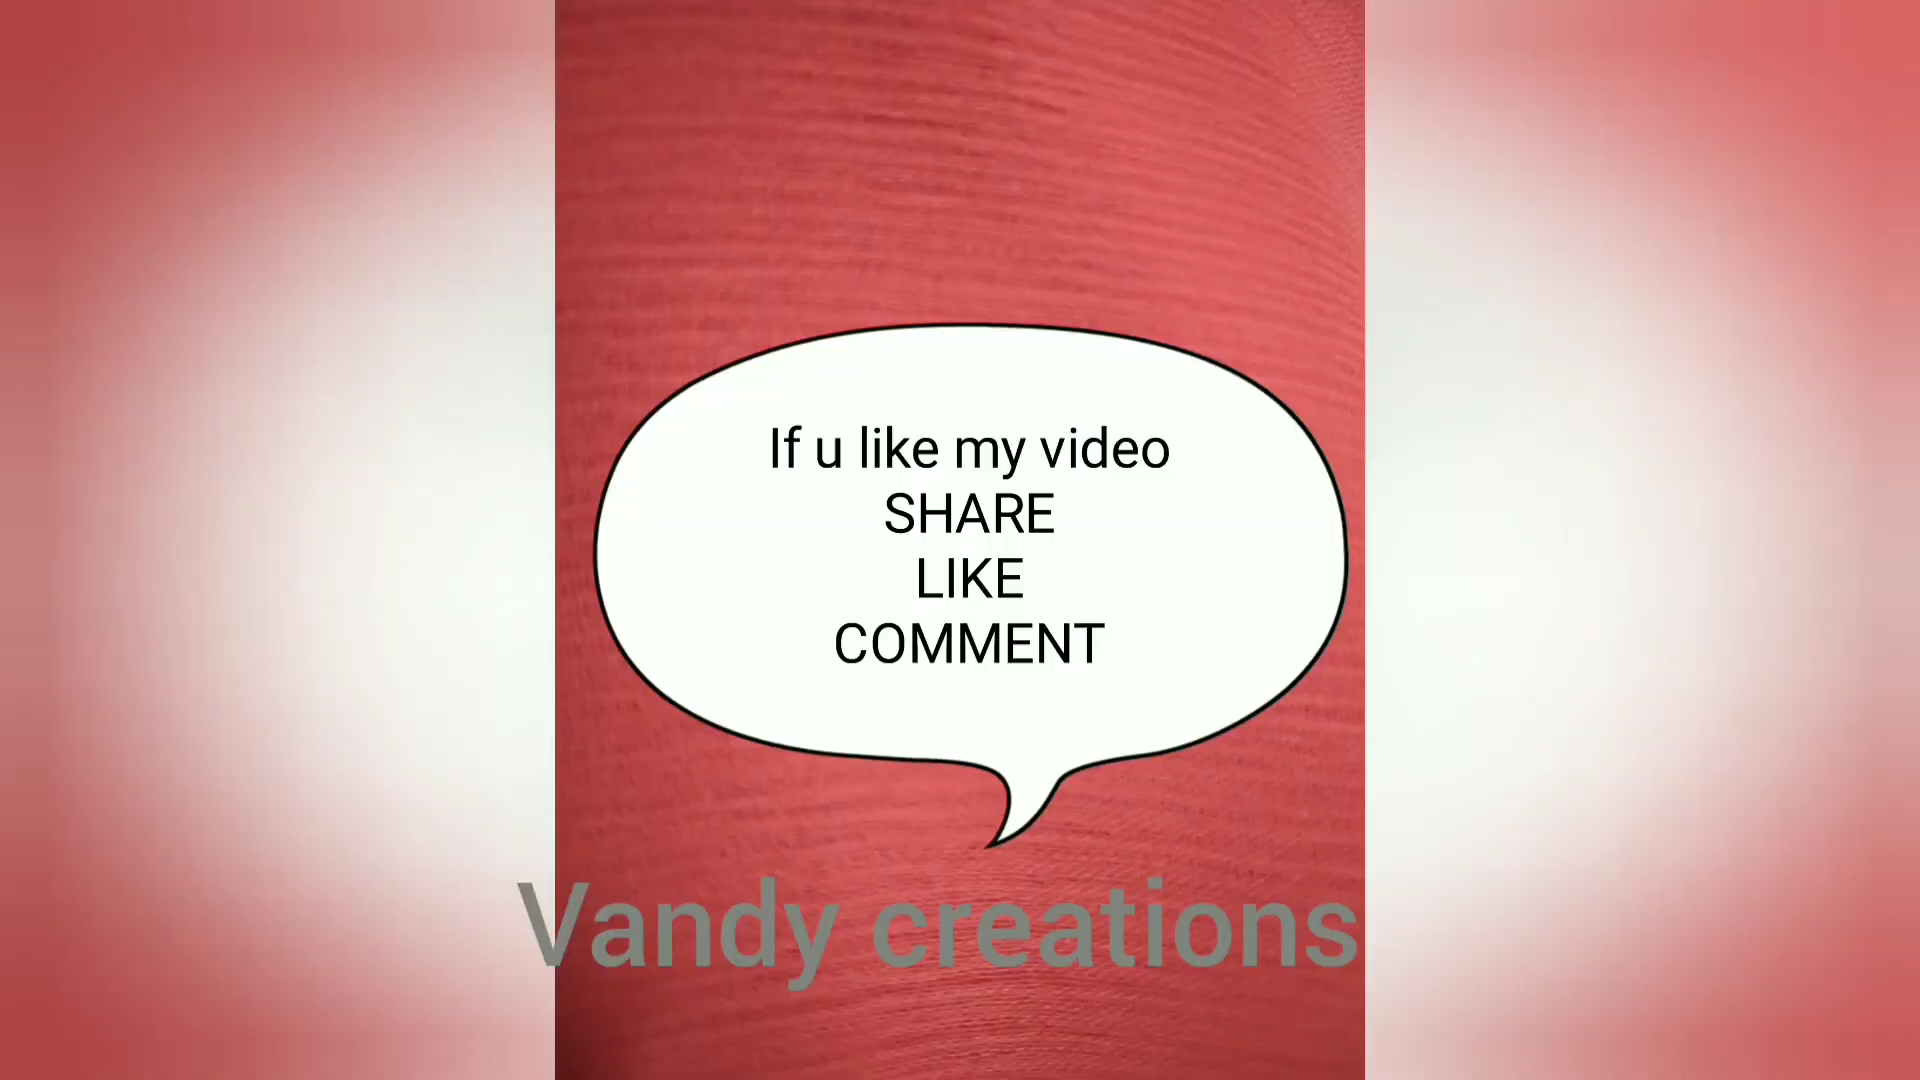 If u like my video
SHARE
LIKE
COMMENT
Vandy creations